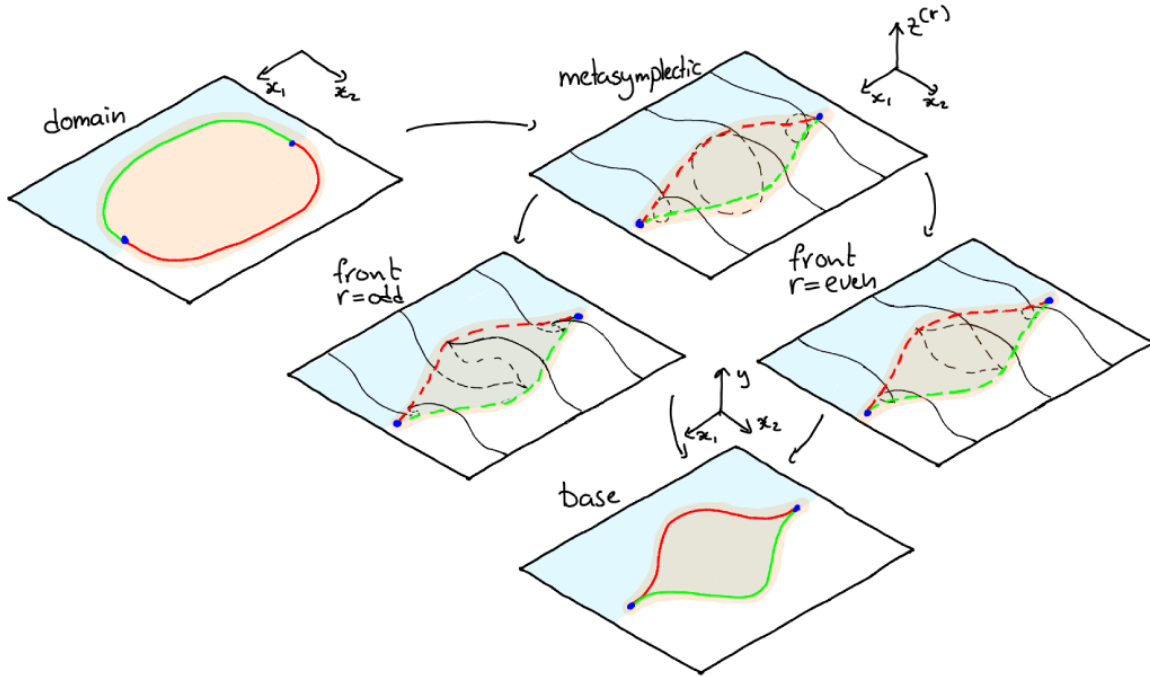 domain
x₁
x₂
metasymplectic
z⁽ʳ⁾
x₁
x₂
front
r=odd
front
r=even
y
x₁
x₂
base